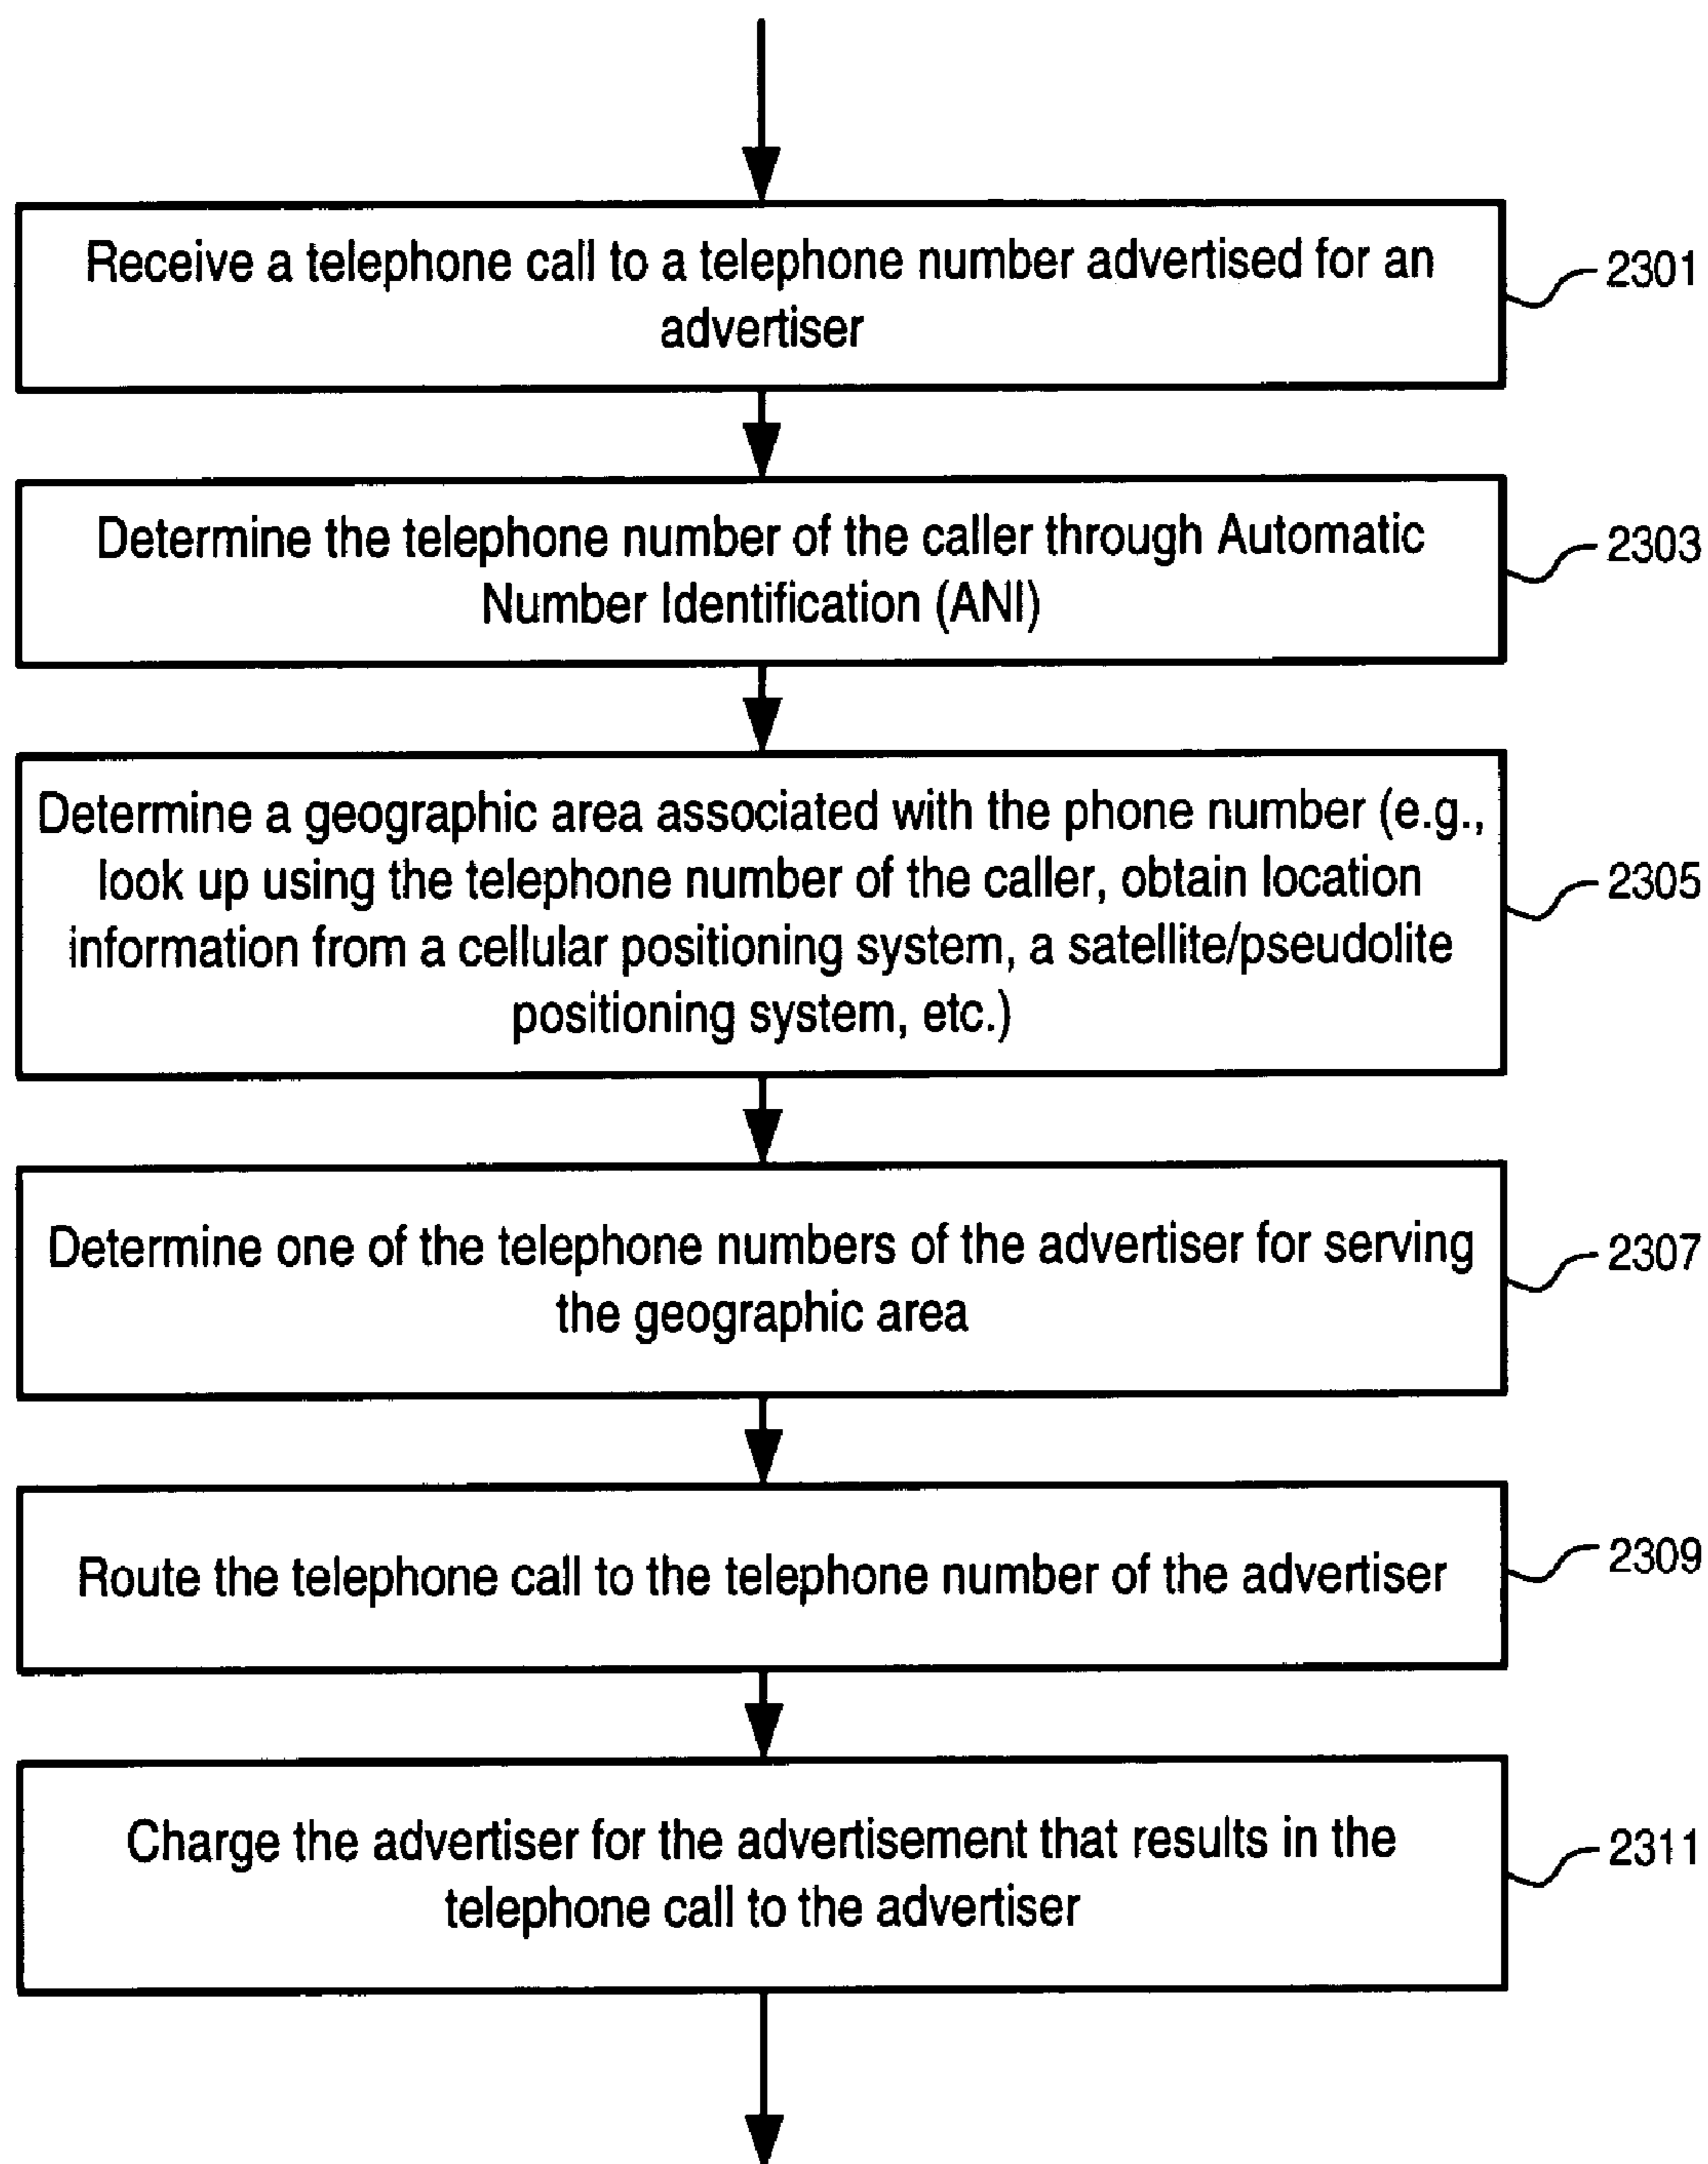 Receive a telephone call to a telephone number advertised for an
advertiser
2301
Determine the telephone number of the caller through Automatic
Number Identification (ANI)
2303
Determine a geographic area associated with the phone number (e.g.,
look up using the telephone number of the caller, obtain location
information from a cellular positioning system, a satellite/pseudolite
positioning system, etc.)
2305
Determine one of the telephone numbers of the advertiser for serving
the geographic area
2307
Route the telephone call to the telephone number of the advertiser
2309
Charge the advertiser for the advertisement that results in the
telephone call to the advertiser
2311